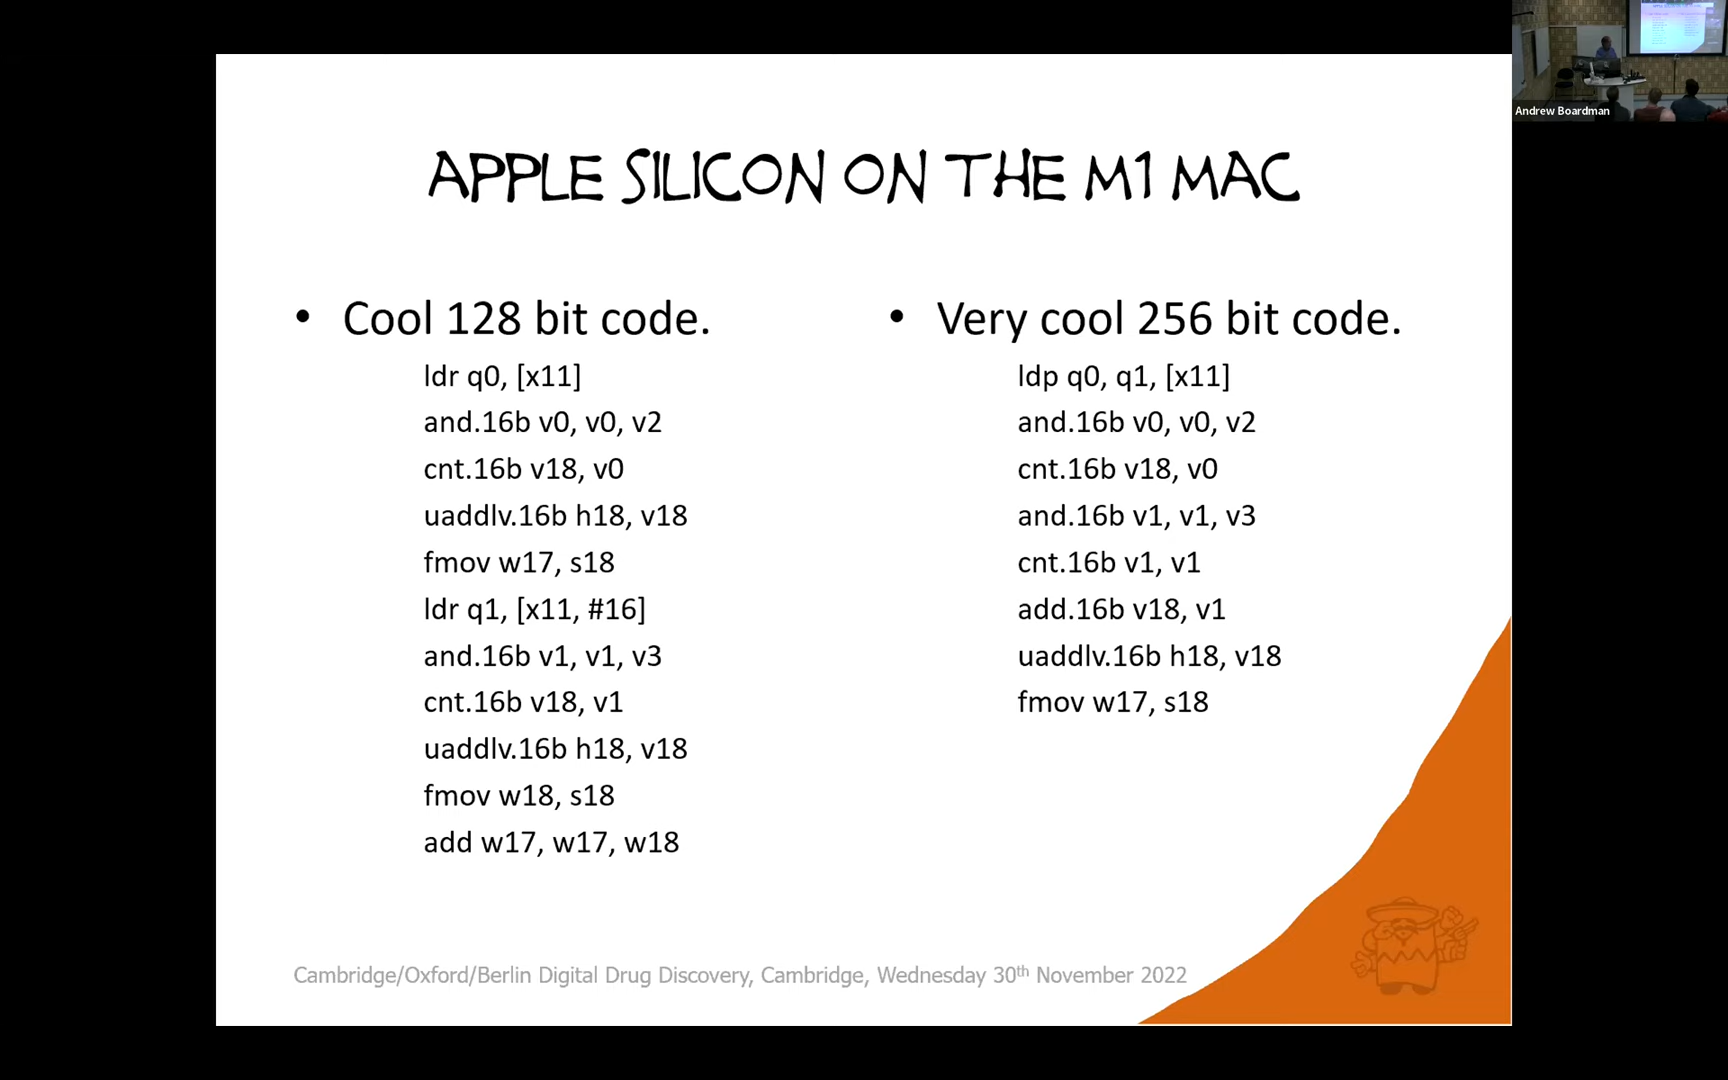 APPLE SILICON ON THE M1 MAC
• Cool 128 bit code.
ldr q0, [x11]
and.16b v0, v0, v2
cnt.16b v18, v0
uaddlv.16b h18, v18
fmov w17, s18
ldr q1, [x11, #16]
and.16b v1, v1, v3
cnt.16b v18, v1
uaddlv.16b h18, v18
fmov w18, s18
add w17, w17, w18
• Very cool 256 bit code.
ldp q0, q1, [x11]
and.16b v0, v0, v2
cnt.16b v18, v0
and.16b v1, v1, v3
cnt.16b v1, v1
add.16b v18, v1
uaddlv.16b h18, v18
fmov w17, s18
Cambridge/Oxford/Berlin Digital Drug Discovery, Cambridge, Wednesday 30th November 2022
Andrew Boardman